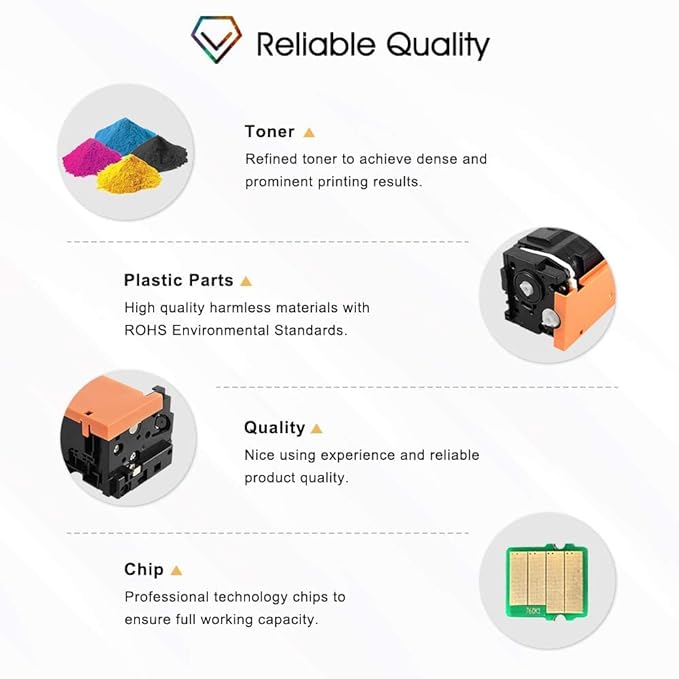 Reliable Quality
Toner
Refined toner to achieve dense and
prominent printing results.
Plastic Parts
High quality harmless materials with
ROHS Environmental Standards.
Quality
Nice using experience and reliable
product quality.
Chip
Professional technology chips to
ensure full working capacity.
760K2